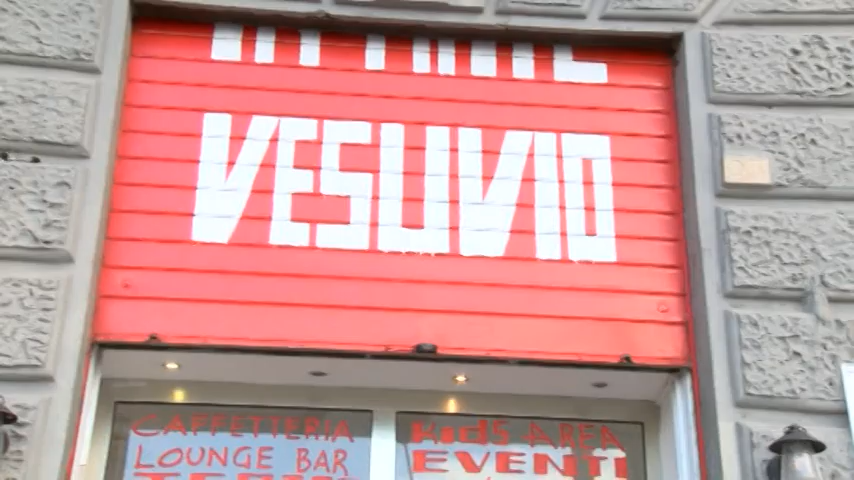 VESUVIO
CAFFETTERIA
LOUNGE BAR
KidS AREA
EVENTI